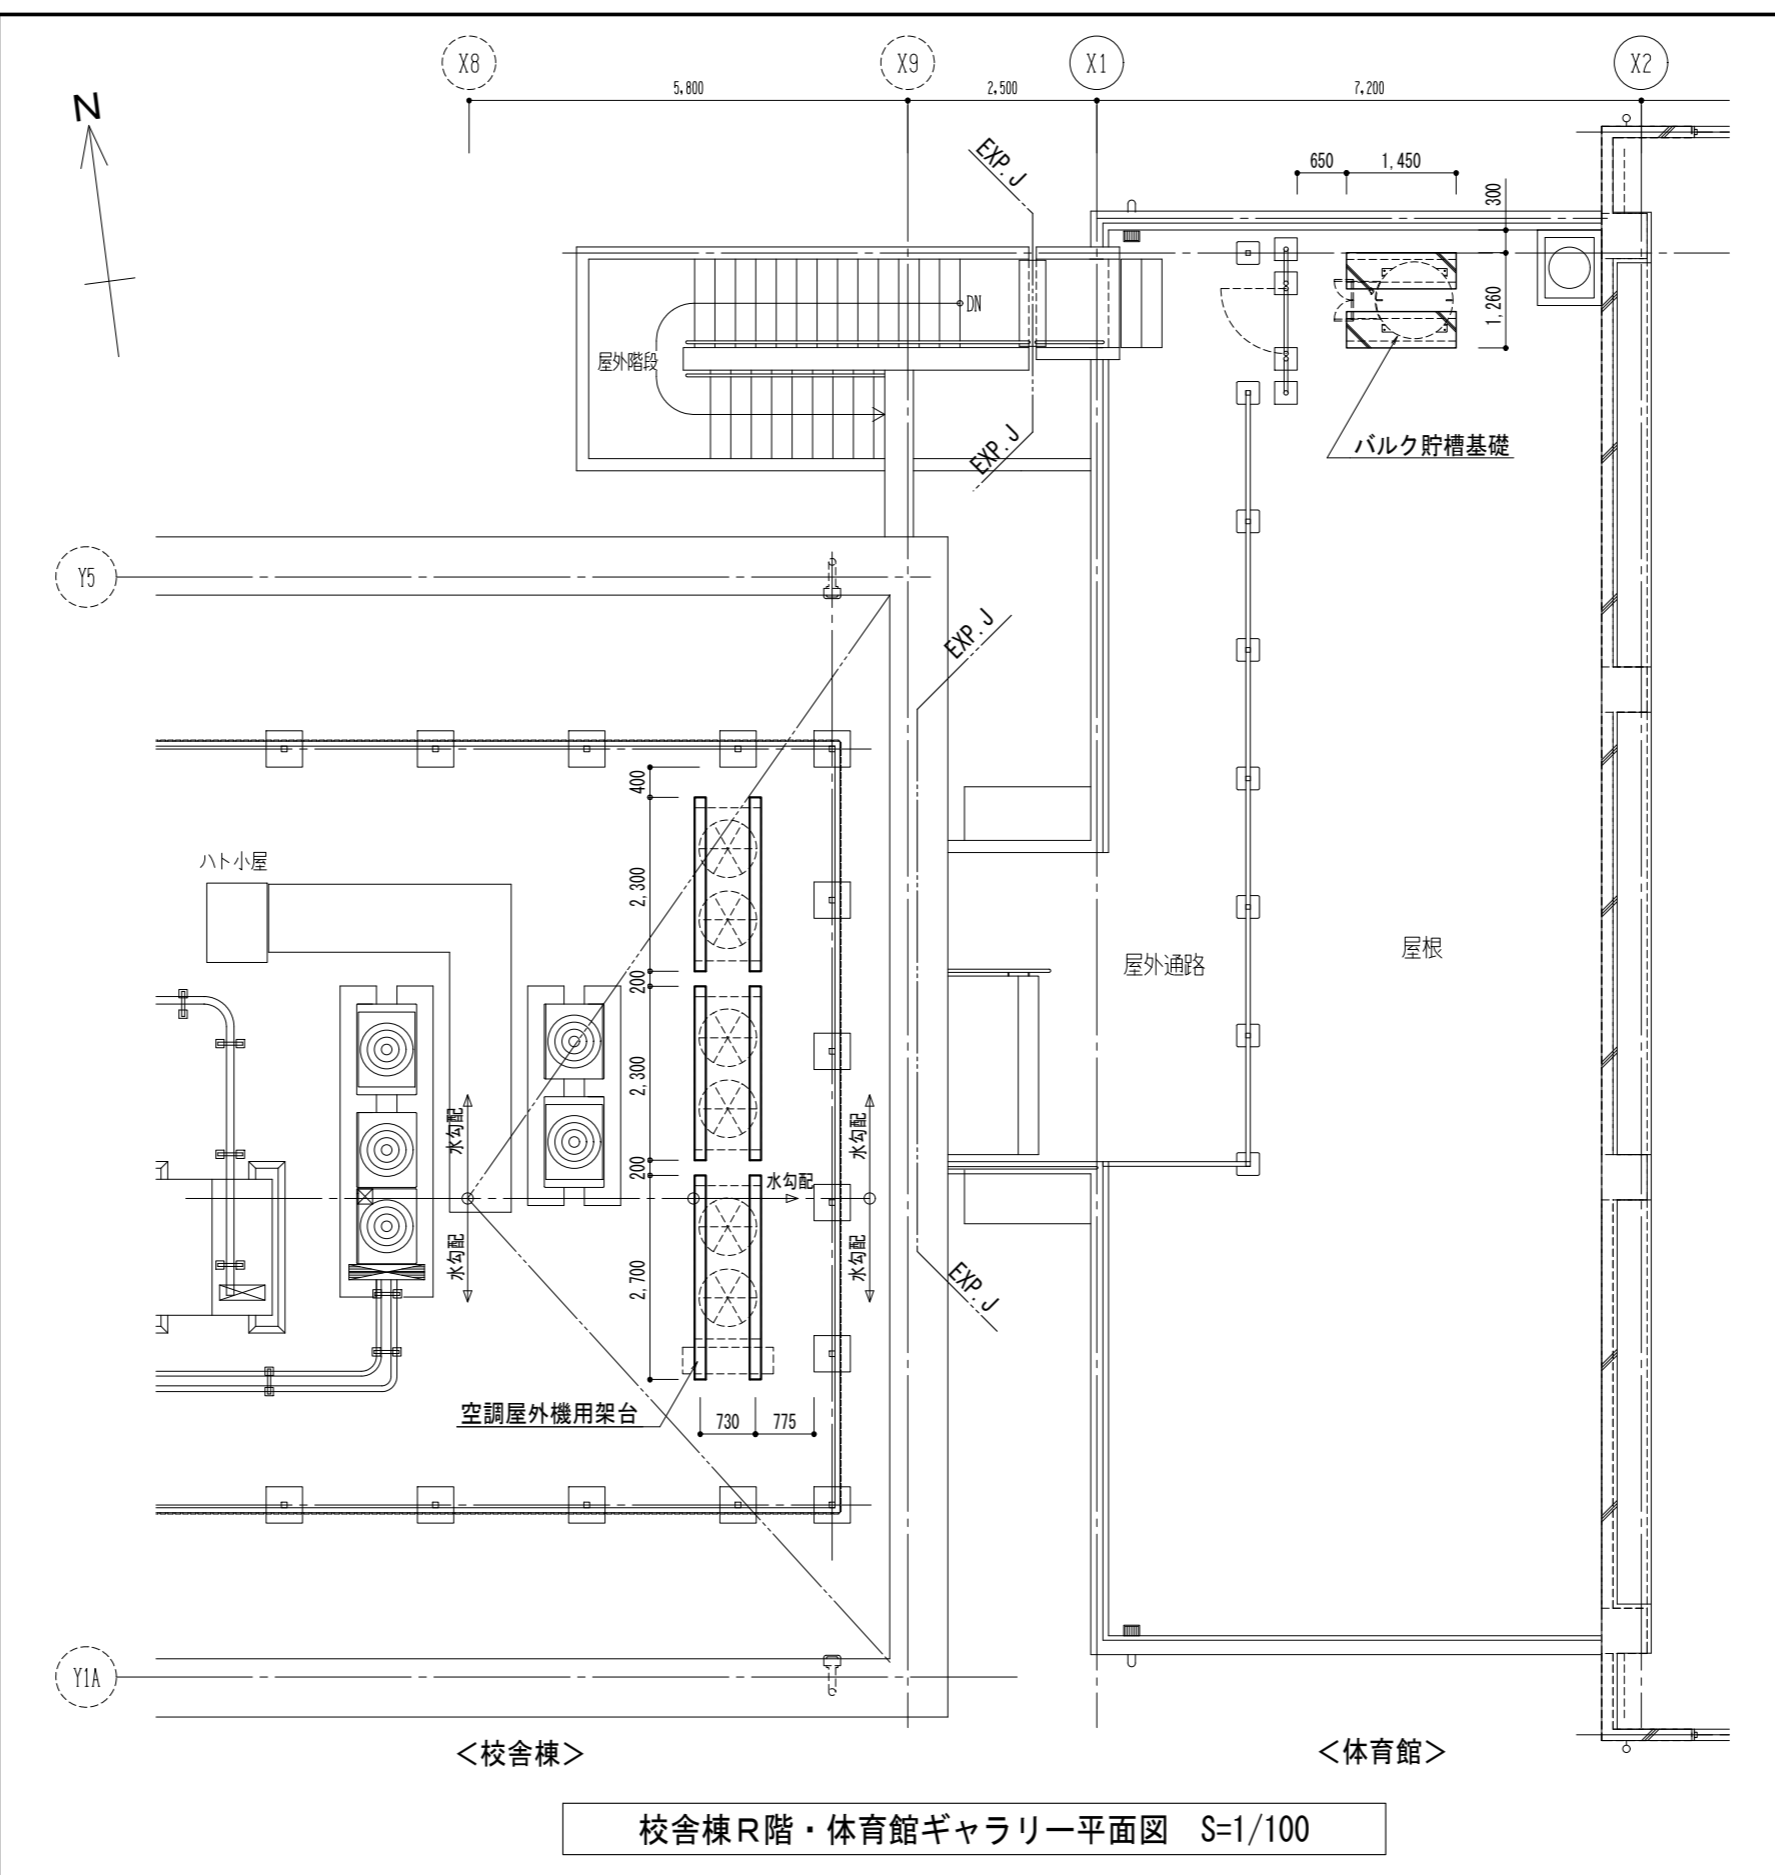 X8
X9
X1
X2
5,800
2,500
7,200
N
EXP.J
650
1,450
300
1,260
DN
屋外階段
EXP.J
バルク貯槽基礎
Y5
EXP.J
400
ハト小屋
2,300
屋外通路
屋根
200
2,300
水勾配
水勾配
200
水勾配
水勾配
水勾配
2,700
EXP.J
空調屋外機用架台
730
775
Y1A
<校舎棟>
<体育館>
校舎棟R階・体育館ギャラリー平面図 S=1/100